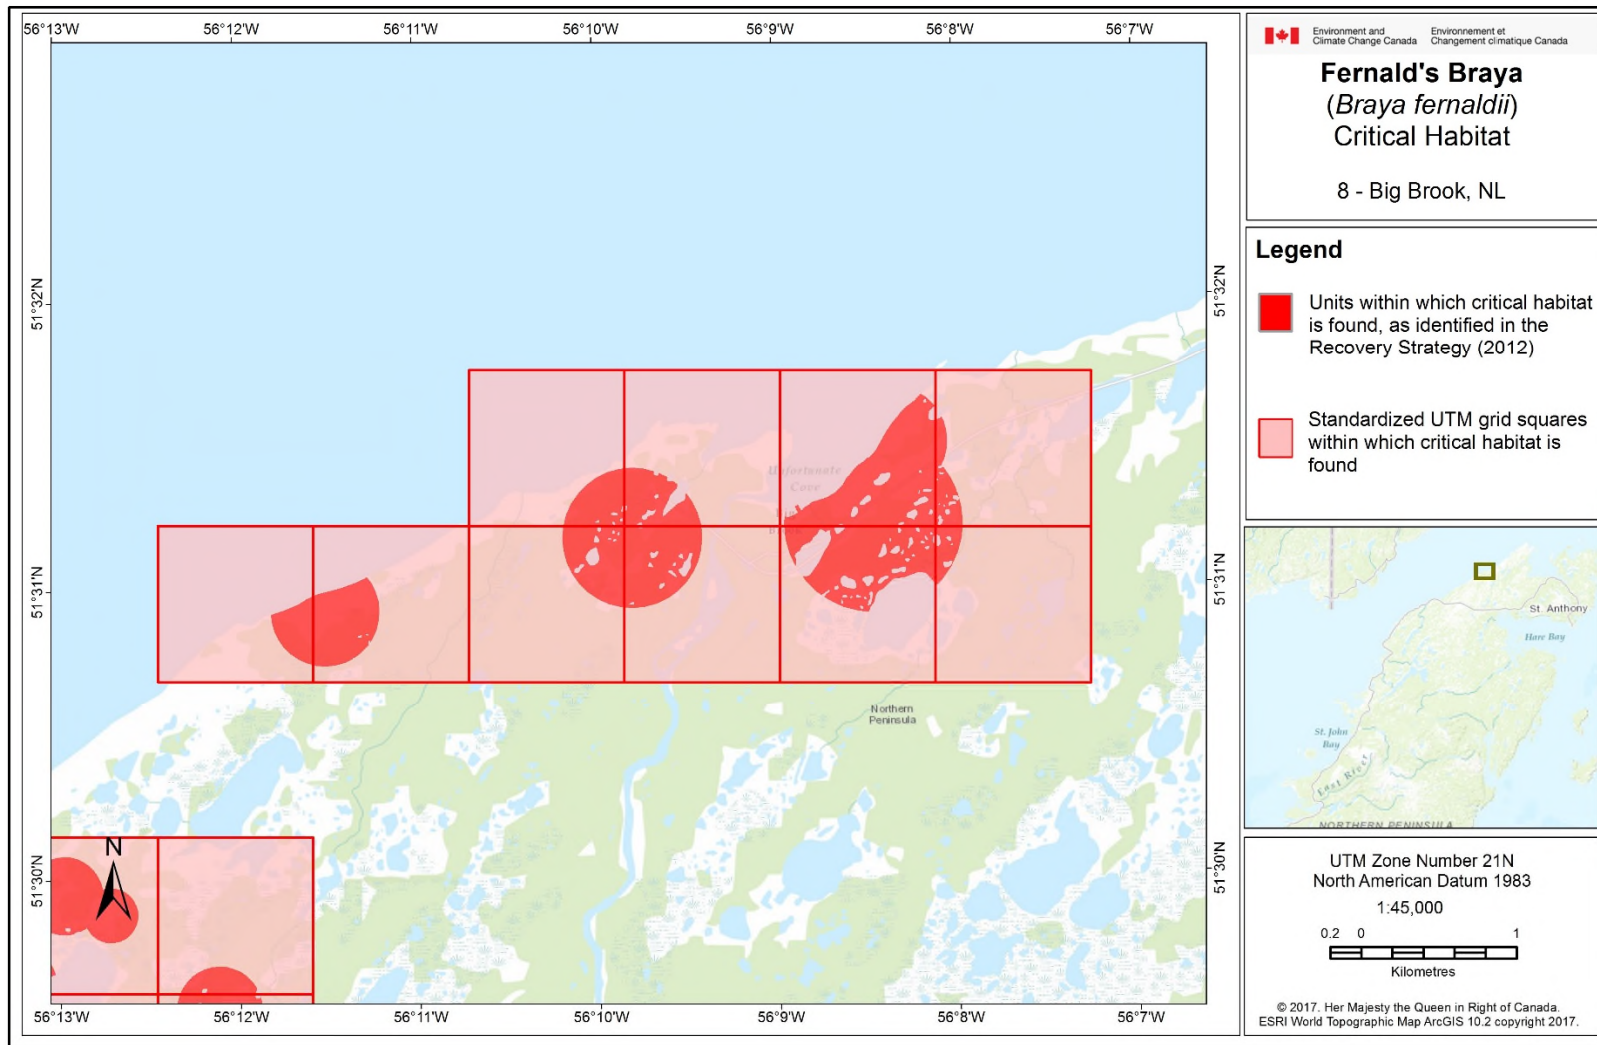 56°13'W 56°12'W 56°11'W 56°10'W 56°9'W 56°8'W 56°7'W
51°32'N 51°32'N
Unfortunate
Cove
51°31'N 51°31'N
Northern
Peninsula
N
51°30'N 51°30'N
56°13'W 56°12'W 56°11'W 56°10'W 56°9'W 56°8'W 56°7'W
Environment and
Climate Change Canada
Environnement et
Changement climatique Canada
Fernald's Braya
(Braya fernaldii)
Critical Habitat
8 - Big Brook, NL
Legend
Units within which critical habitat
is found, as identified in the
Recovery Strategy (2012)
Standardized UTM grid squares
within which critical habitat is
found
St. Anthony
Hare Bay
St. John
Bay
East River
NORTHERN PENINSULA
UTM Zone Number 21N
North American Datum 1983
1:45,000
0.2 0 1
Kilometres
© 2017. Her Majesty the Queen in Right of Canada.
ESRI World Topographic Map ArcGIS 10.2 copyright 2017.